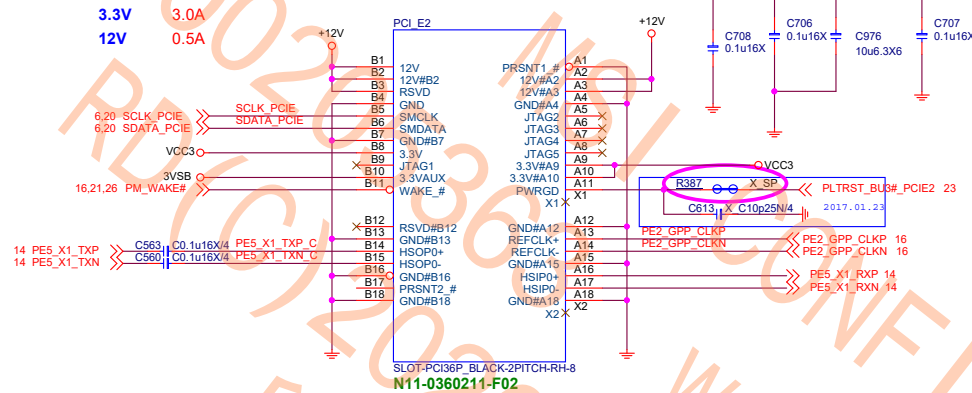 3.3V 3.0A
12V 0.5A
+12V
PCI_E2
+12V
C708
0.1u16X
C706
0.1u16X
C976
10u6.3X6
C707
0.1u16X
B1 12V PRSNT1_# A1
B2 12V#B2 12V#A2 A2
B3 RSVD 12V#A3 A3
B4 GND GND#A4 A4
6,20 SCLK_PCIE SCLK_PCIE B5 SMCLK JTAG2 A5
6,20 SDATA_PCIE SDATA_PCIE B6 SMDATA JTAG3 A6
B7 GND#B7 JTAG4 A7
VCC3 B8 3.3V JTAG5 A8
B9 JTAG1 3.3V#A9 A9 VCC3
3VSB B10 3.3VAUX 3.3V#A10 A10
16,21,26 PM_WAKE# B11 WAKE_# PWRGD A11 R387 X_SP PLTRST_BU3#_PCIE2 23
X1 X1
C613 X_C10p25N/4 2017.01.23
B12 RSVD#B12 GND#A12 A12
B13 GND#B13 REFCLK+ A13 PE2_GPP_CLKP PE2_GPP_CLKP 16
14 PE5_X1_TXP C563 C0.1u16X/4 PE5_X1_TXP_C B14 HSOP0+ REFCLK- A14 PE2_GPP_CLKN PE2_GPP_CLKN 16
14 PE5_X1_TXN C560 C0.1u16X/4 PE5_X1_TXN_C B15 HSOP0- GND#A15 A15
B16 GND#B16 HSIP0+ A16 PE5_X1_RXP 14
B17 PRSNT2_# HSIP0- A17 PE5_X1_RXN 14
B18 GND#B18 GND#A18 A18
X2 X2
SLOT-PCI36P_BLACK-2PITCH-RH-8
N11-0360211-F02